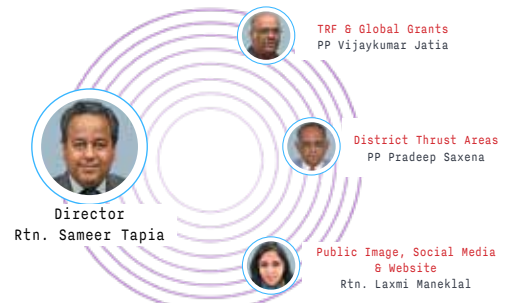 TRF & Global Grants
PP Vijaykumar Jatia
District Thrust Areas
PP Pradeep Saxena
Director
Rtn. Sameer Tapia
Public Image, Social Media
& Website
Rtn. Laxmi Maneklal